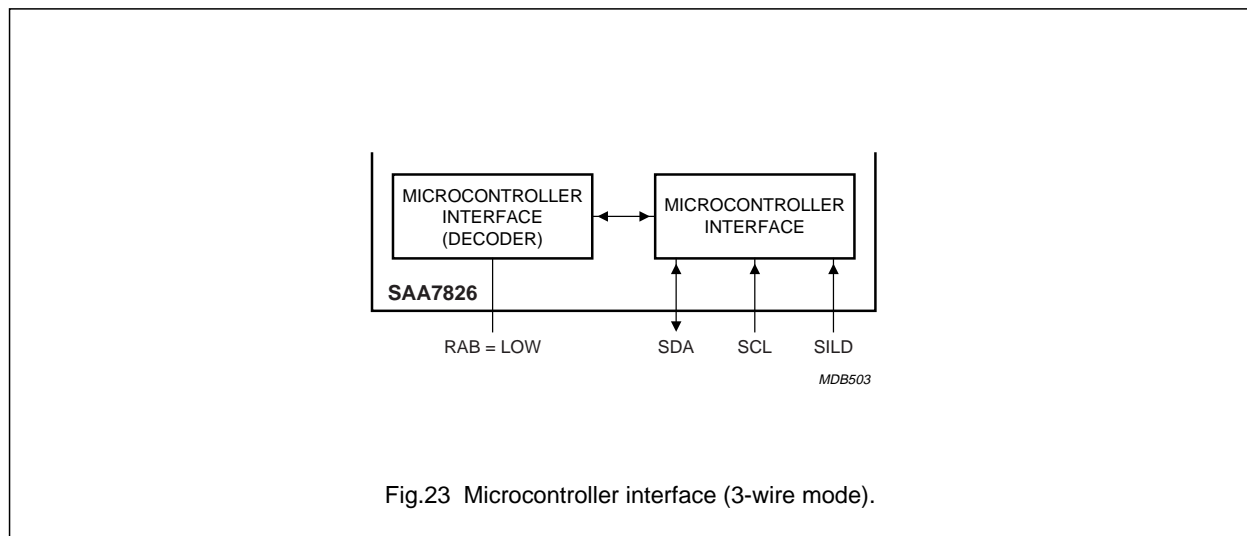 MICROCONTROLLER
INTERFACE
(DECODER)
MICROCONTROLLER
INTERFACE
SAA7826
RAB = LOW
SDA
SCL
SILD
MDB503
Fig.23 Microcontroller interface (3-wire mode).